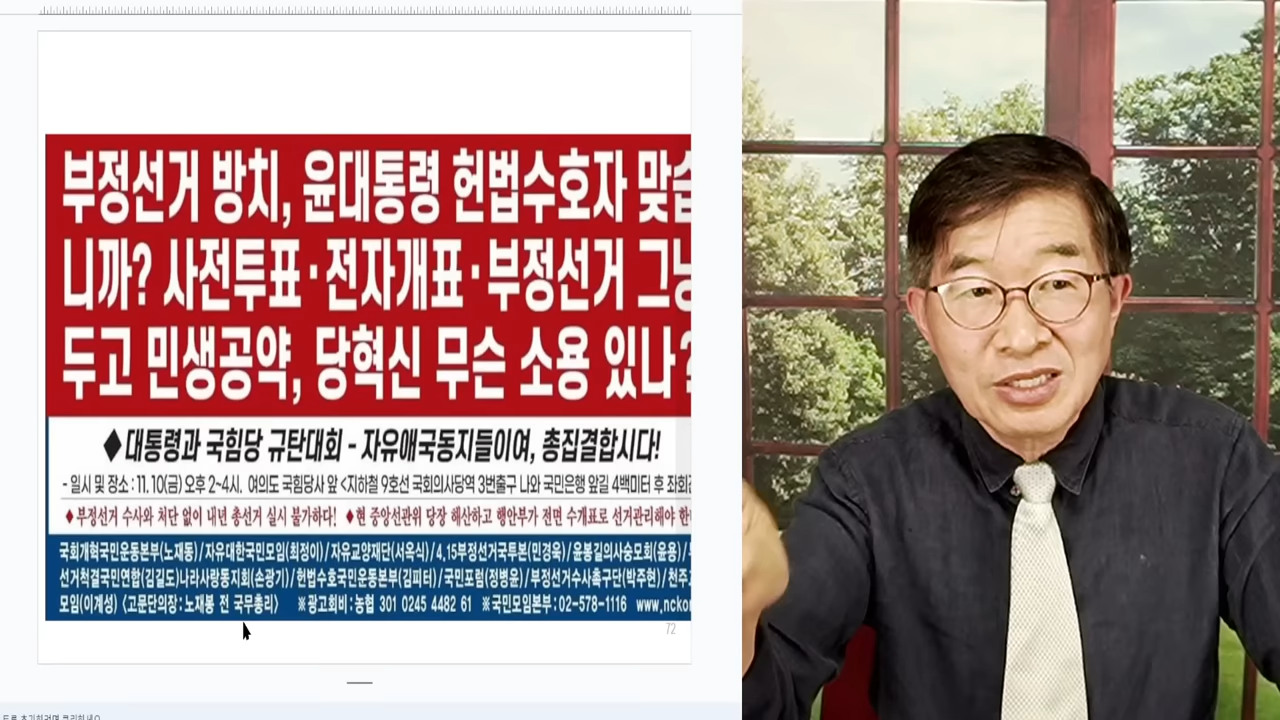 부정선거 방치, 윤대통령 헌법수호자 맞습
니까? 사전투표·전자개표·부정선거 그냥
두고 민생공약, 당혁신 무슨 소용 있나?
◆대통령과 국힘당 규탄대회 - 자유애국동지들이여, 총집결합시다!
- 일시 및 장소 : 11. 10(금) 오후 2~4시, 여의도 국힘당사 앞 <지하철 9호선 국회의사당역 3번출구 나와 국민은행 앞길 4백미터 후 좌회전
◆부정선거 수사와 처단 없이 내년 총선거 실시 불가하다! ◆현 중앙선관위 당장 해산하고 행안부가 전면 수개표로 선거관리해야 한
국회개혁국민운동본부(노재동)/자유대한국민모임(최정이)/자유교양재단(서옥식)/4.15부정선거국투본(민경욱)/윤봉길의사숭모회(윤용)/
선거척결국민연합(김길도)나라사랑동지회(손광기)/헌법수호국민운동본부(김피터)/국민포럼(정병윤)/부정선거수사촉구단(박주현)/천주
모임(이계성) 〈고문단의장:노재봉 전 국무총리〉 ※광고회비:농협 301 0245 4482 61 ※국민모임본부:02-578-1116 www.nckor
72